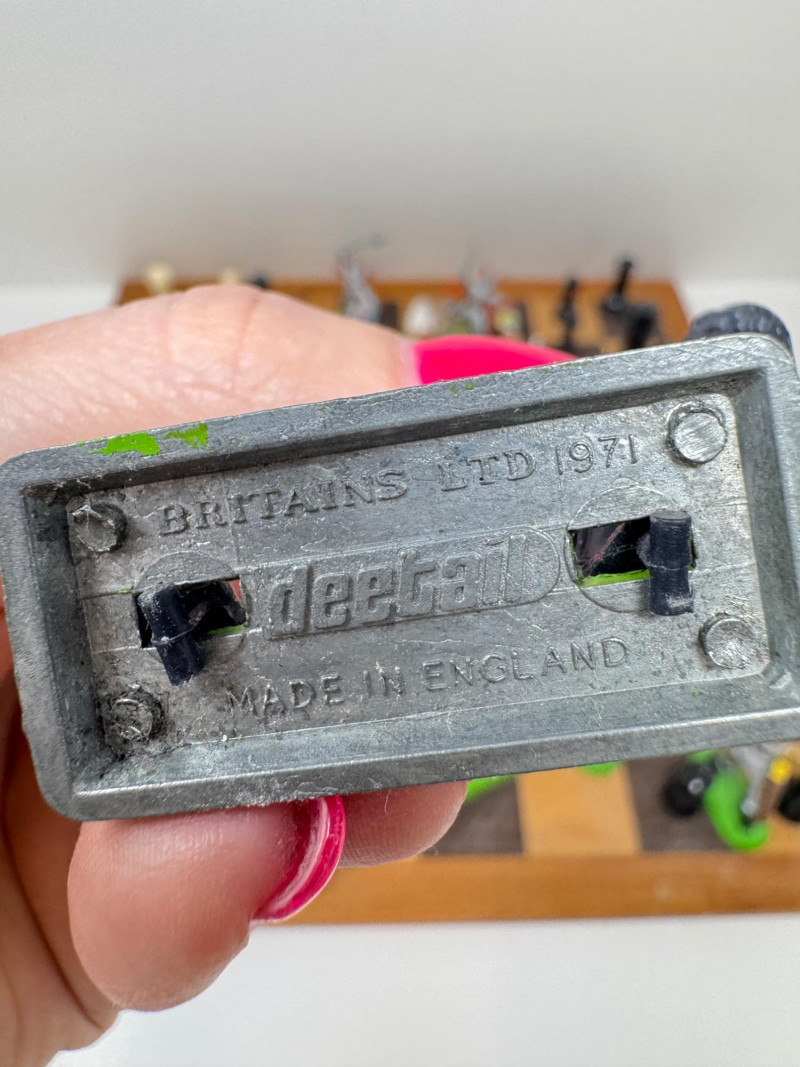 BRITAINS LTD 1971
deetail
MADE IN ENGLAND